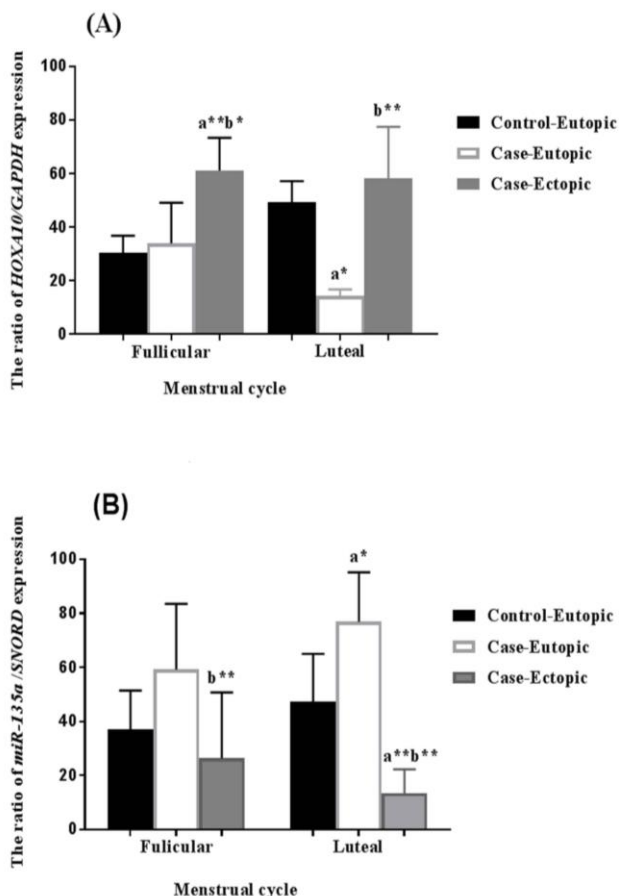 (A)
The ratio of HOXA10/GAPDH expression
100
80
60
40
20
0
a**b*
a*
b**
Control-Eutopic
Case-Eutopic
Case-Ectopic
Fullicular
Luteal
Menstrual cycle
(B)
The ratio of miR-135a /SNORD expression
100
80
60
40
20
0
b**
a*
a**b**
Control-Eutopic
Case-Eutopic
Case-Ectopic
Fulicular
Luteal
Menstrual cycle